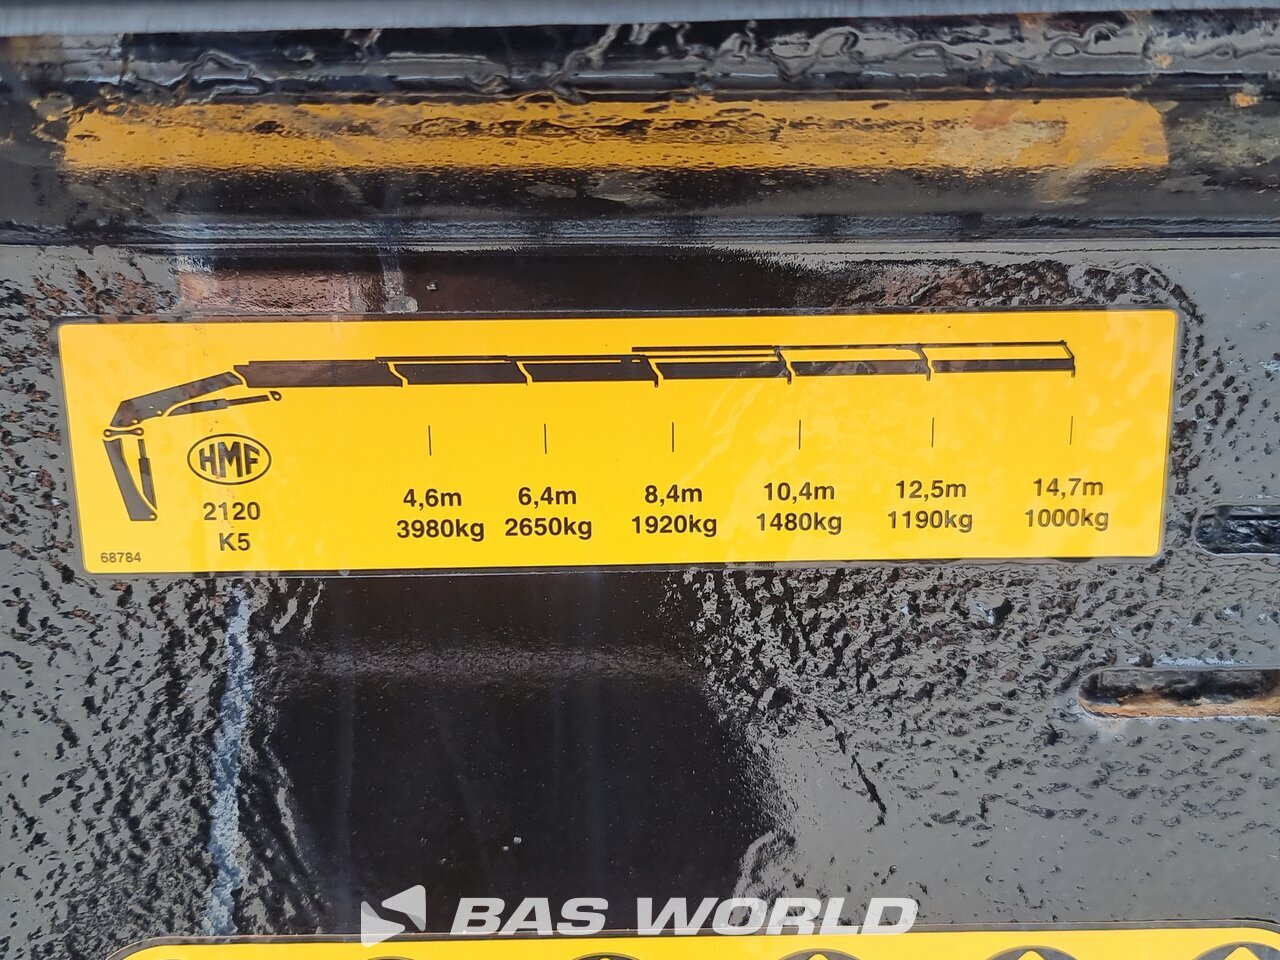 HMF
2120
K5
68784
4,6m 6,4m 8,4m 10,4m 12,5m 14,7m
3980kg 2650kg 1920kg 1480kg 1190kg 1000kg
BAS WORLD